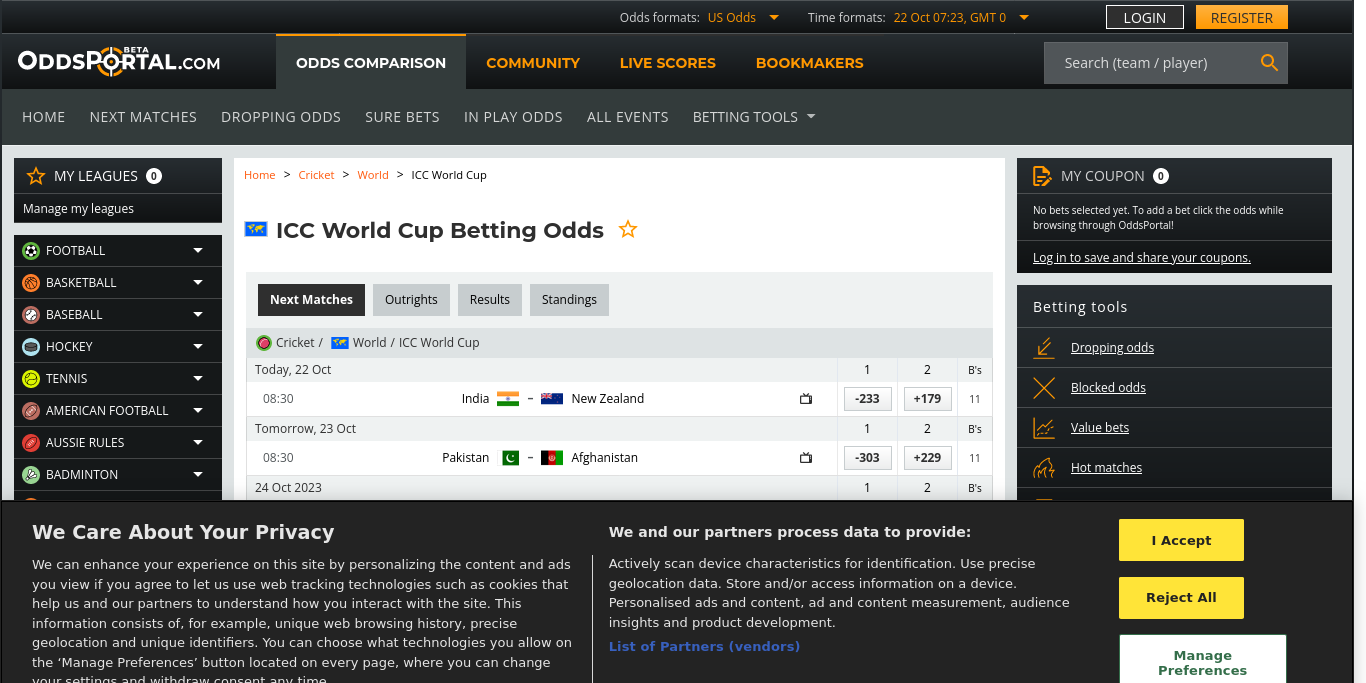 Odds formats: US Odds Time formats: 22 Oct 07:23, GMT 0 LOGIN REGISTER
ODDSPORTAL.COM BETA
ODDS COMPARISON COMMUNITY LIVE SCORES BOOKMAKERS Search (team / player)
HOME NEXT MATCHES DROPPING ODDS SURE BETS IN PLAY ODDS ALL EVENTS BETTING TOOLS
MY LEAGUES 0
Manage my leagues
FOOTBALL
BASKETBALL
BASEBALL
HOCKEY
TENNIS
AMERICAN FOOTBALL
AUSSIE RULES
BADMINTON
Home > Cricket > World > ICC World Cup
ICC World Cup Betting Odds
Next Matches Outrights Results Standings
Cricket / World / ICC World Cup
Today, 22 Oct 1 2 B's
08:30 India – New Zealand -233 +179 11
Tomorrow, 23 Oct 1 2 B's
08:30 Pakistan – Afghanistan -303 +229 11
24 Oct 2023 1 2 B's
MY COUPON 0
No bets selected yet. To add a bet click the odds while
browsing through OddsPortal!
Log in to save and share your coupons.
Betting tools
Dropping odds
Blocked odds
Value bets
Hot matches
We Care About Your Privacy
We can enhance your experience on this site by personalizing the content and ads
you view if you agree to let us use web tracking technologies such as cookies that
help us and our partners to understand how you interact with the site. This
information consists of, for example, unique web browsing history, precise
geolocation and unique identifiers. You can choose what technologies you allow on
the ‘Manage Preferences’ button located on every page, where you can change
your settings and withdraw consent any time.
We and our partners process data to provide:
Actively scan device characteristics for identification. Use precise
geolocation data. Store and/or access information on a device.
Personalised ads and content, ad and content measurement, audience
insights and product development.
List of Partners (vendors)
I Accept
Reject All
Manage
Preferences